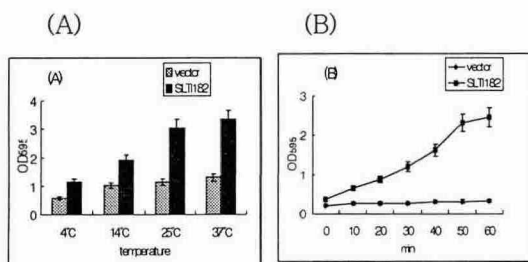 (A)
(B)
(A)
vector
SLTI182
OD595
4
3
2
1
0
4℃ 14℃ 25℃ 37℃
temperature
(B)
vector
SLTI182
OD595
3
2
1
0
0 10 20 30 40 50 60
min